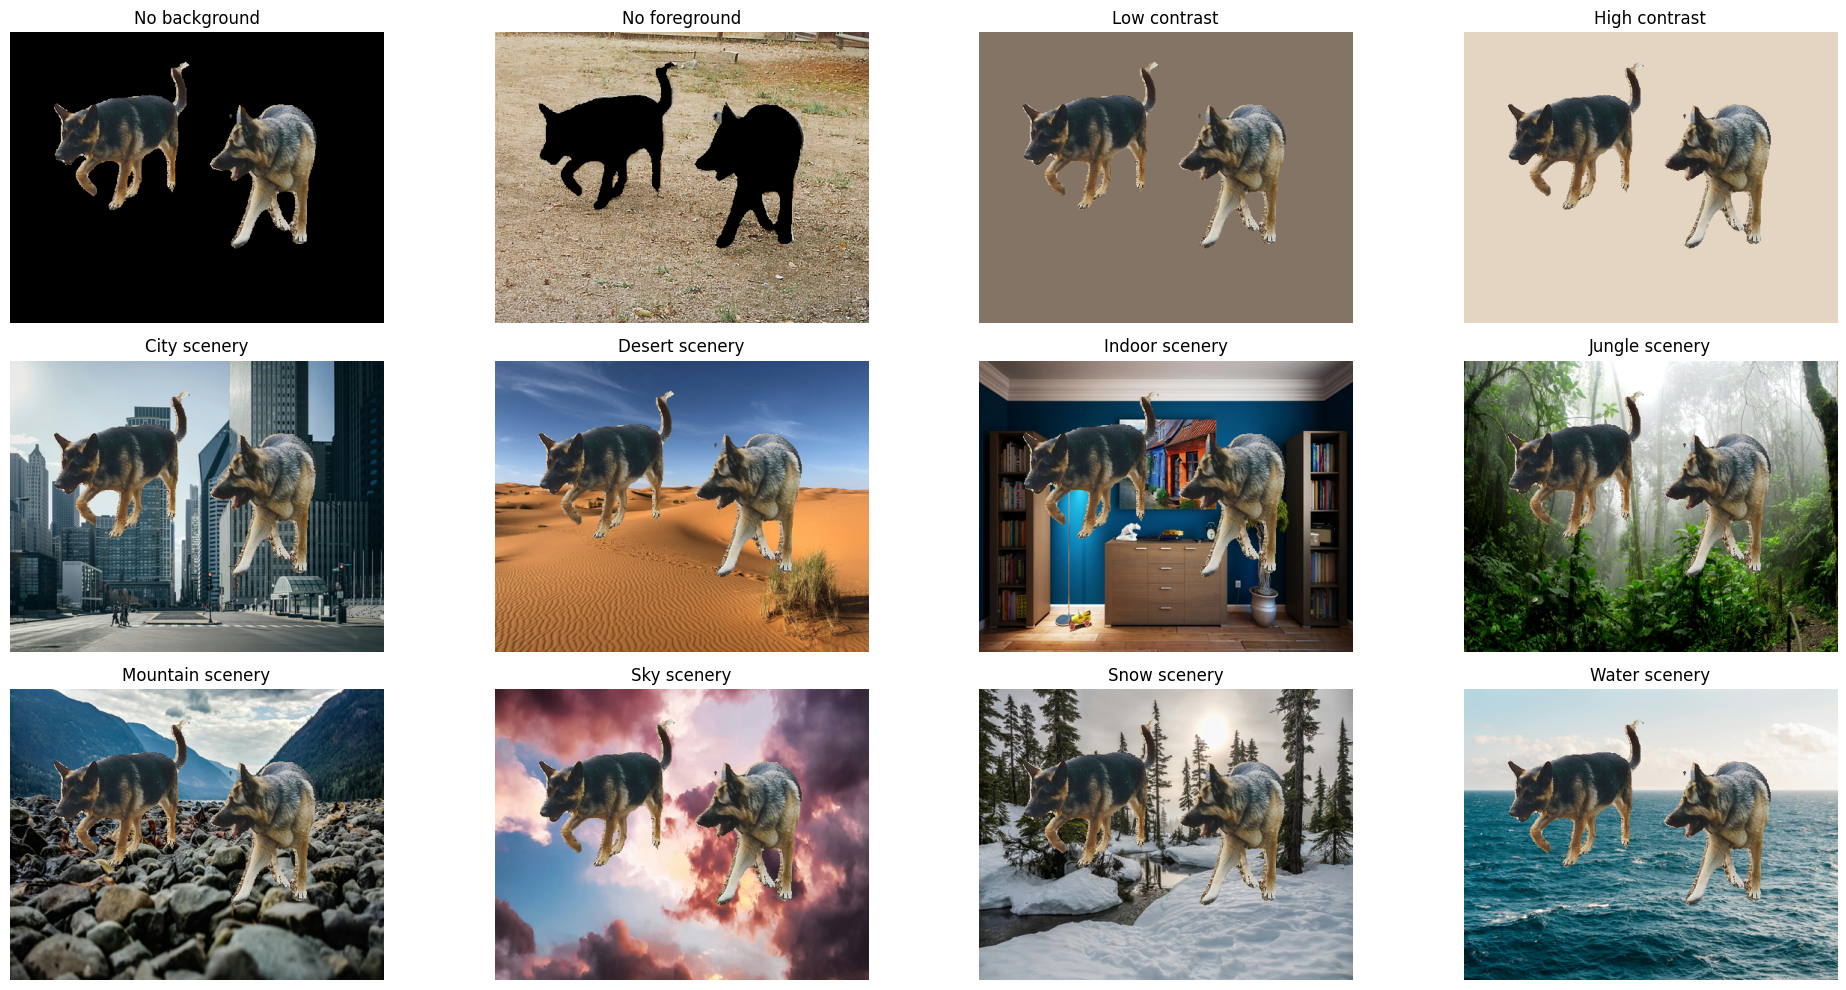 No background
No foreground
Low contrast
High contrast
City scenery
Desert scenery
Indoor scenery
Jungle scenery
Mountain scenery
Sky scenery
Snow scenery
Water scenery